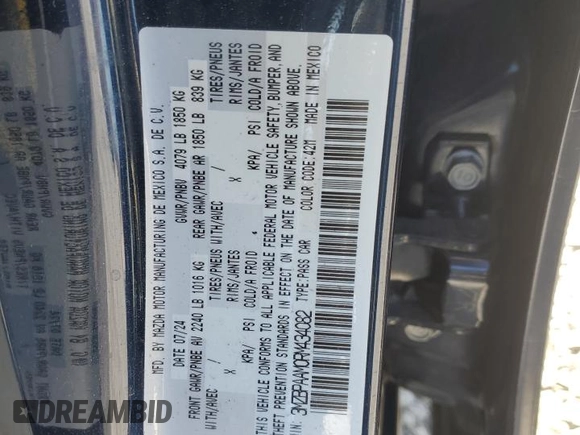 MFD. BY MAZDA MOTOR MANUFACTURING DE MEXICO S.A. DE C.V.
DATE 07/24 GVWR/PNBV 4079 LB 1850 KG
FRONT GAWR/PNBE AV 2240 LB 1016 KG REAR GAWR/PNBE AR 1850 LB 839 KG
WITH/AVEC TIRES/PNEUS WITH/AVEC TIRES/PNEUS
X RIMS/JANTES X RIMS/JANTES
KPA/ PSI COLD/A FROID KPA/ PSI COLD/A FROID
THIS VEHICLE CONFORMS TO ALL APPLICABLE FEDERAL MOTOR VEHICLE SAFETY, BUMPER, AND
THEFT PREVENTION STANDARDS IN EFFECT ON THE DATE OF MANUFACTURE SHOWN ABOVE.
VIN: TYPE:PASS CAR COLOR CODE:42M MADE IN MEXICO
DREAMBID